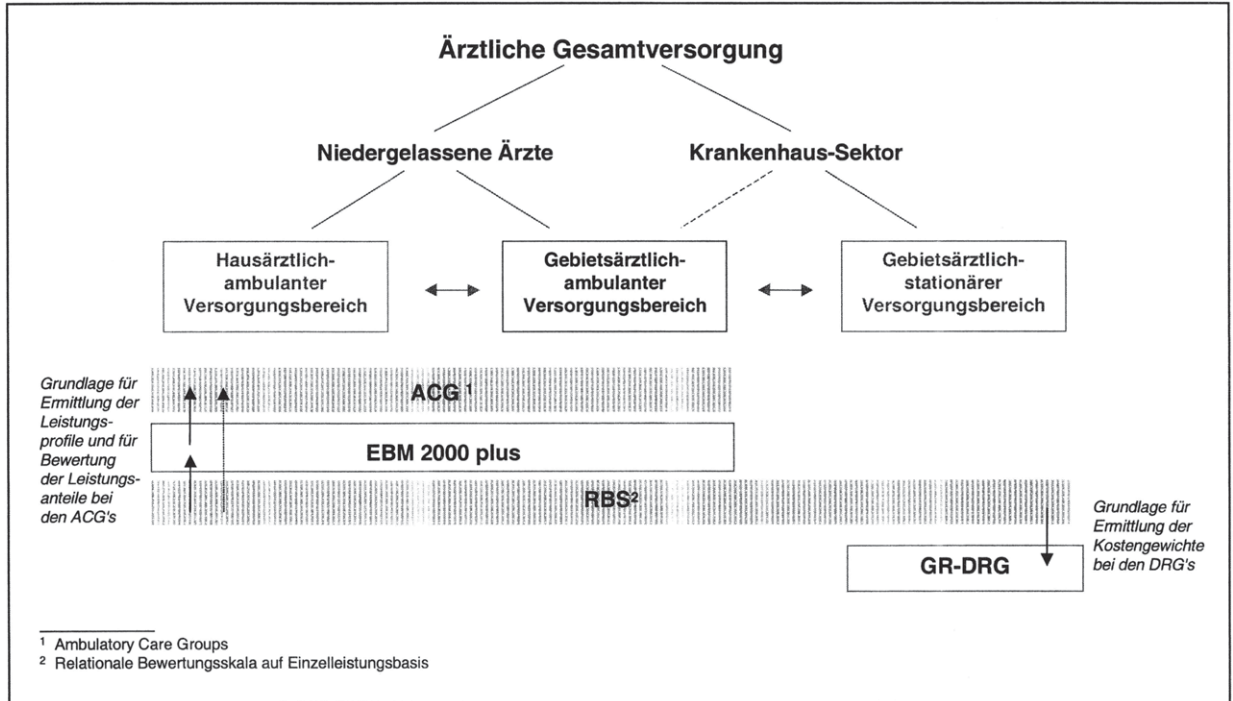 Ärztliche Gesamtversorgung
Niedergelassene Ärzte
Krankenhaus-Sektor
Hausärztlich-
ambulanter
Versorgungsbereich
Gebietsärztlich-
ambulanter
Versorgungsbereich
Gebietsärztlich-
stationärer
Versorgungsbereich
Grundlage für
Ermittlung der
Leistungs-
profile und für
Bewertung
der Leistungs-
anteile bei
den ACG's
ACG ¹
EBM 2000 plus
RBS²
Grundlage für
Ermittlung der
Kostengewichte
bei den DRG's
GR-DRG
¹ Ambulatory Care Groups
² Relationale Bewertungsskala auf Einzelleistungsbasis